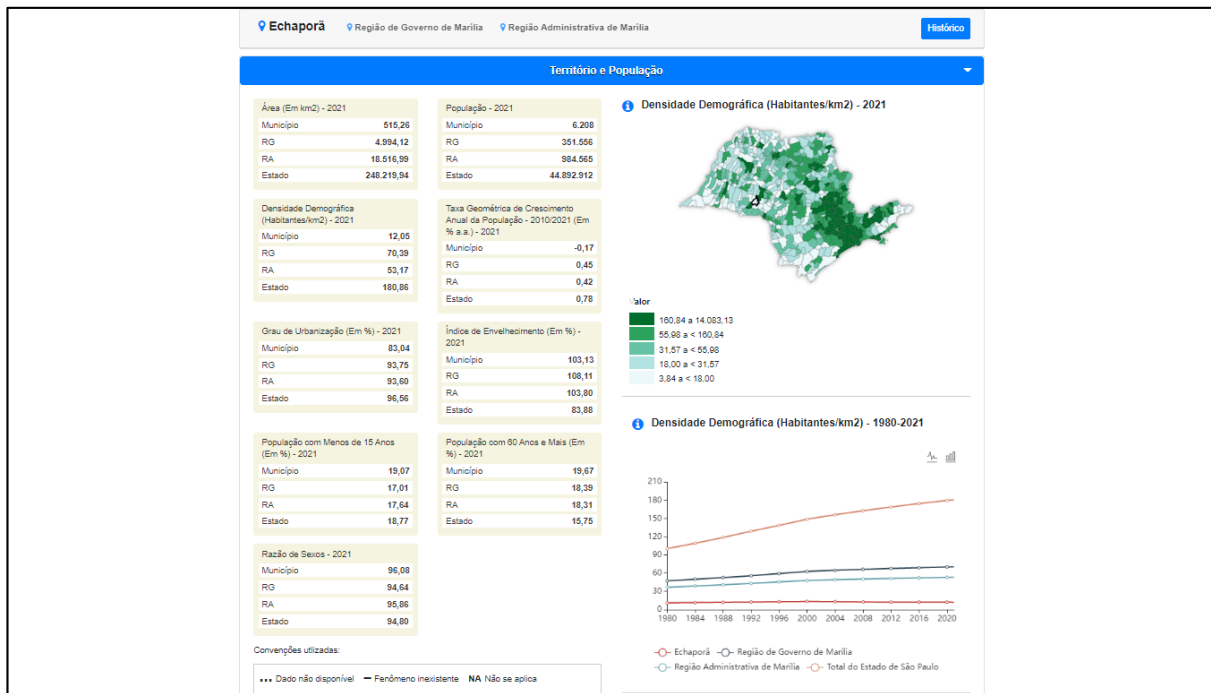 Echaporã Região de Governo de Marília Região Administrativa de Marília Histórico
Território e População
Área (Em km2) - 2021
Município 515,26
RG 4.994,12
RA 18.516,99
Estado 248.219,94
População - 2021
Município 6.208
RG 351.556
RA 984.565
Estado 44.892.912
Densidade Demográfica
(Habitantes/km2) - 2021
Município 12,05
RG 70,39
RA 53,17
Estado 180,86
Taxa Geométrica de Crescimento
Anual da População - 2010/2021 (Em
% a.a.) - 2021
Município -0,17
RG 0,45
RA 0,42
Estado 0,78
Grau de Urbanização (Em %) - 2021
Município 83,04
RG 93,75
RA 93,60
Estado 96,56
Índice de Envelhecimento (Em %) -
2021
Município 103,13
RG 108,11
RA 103,80
Estado 83,88
População com Menos de 15 Anos
(Em %) - 2021
Município 19,07
RG 17,01
RA 17,64
Estado 18,77
População com 60 Anos e Mais (Em
%) - 2021
Município 19,67
RG 18,39
RA 18,31
Estado 15,75
Razão de Sexos - 2021
Município 96,08
RG 94,64
RA 95,86
Estado 94,80
Convenções utlizadas:
... Dado não disponível — Fenômeno inexistente NA Não se aplica
Densidade Demográfica (Habitantes/km2) - 2021
Valor
160,84 a 14.083,13
55,98 a < 160,84
31,57 a < 55,98
18,00 a < 31,57
3,84 a < 18,00
Densidade Demográfica (Habitantes/km2) - 1980-2021
210
180
150
120
90
60
30
0
1980 1984 1988 1992 1996 2000 2004 2008 2012 2016 2020
Echaporã Região de Governo de Marília
Região Administrativa de Marília Total do Estado de São Paulo